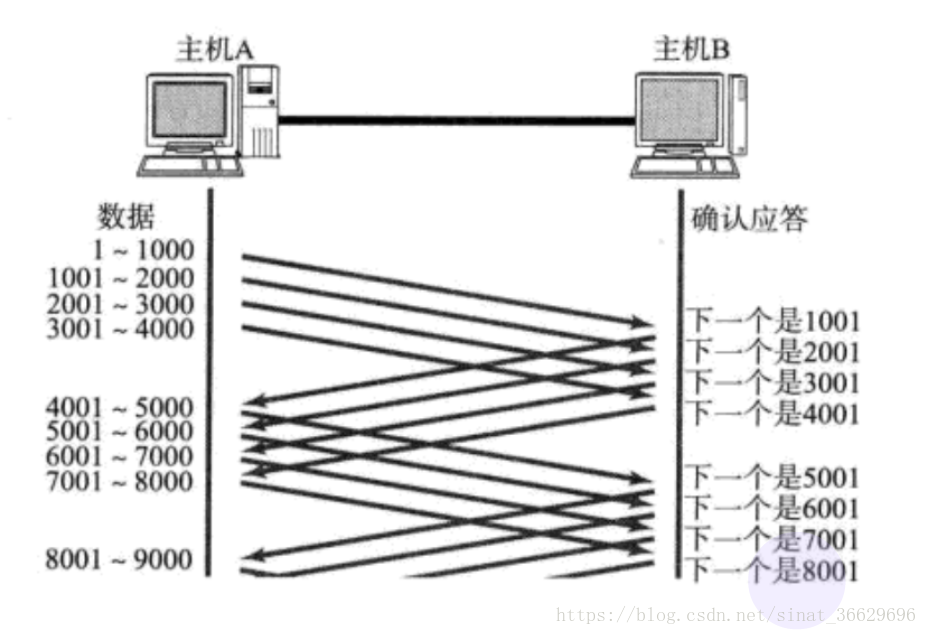 主机A
主机B
数据
确认应答
1 ~ 1000
1001 ~ 2000
2001 ~ 3000
3001 ~ 4000
下一个是1001
下一个是2001
下一个是3001
下一个是4001
4001 ~ 5000
5001 ~ 6000
6001 ~ 7000
7001 ~ 8000
下一个是5001
下一个是6001
下一个是7001
下一个是8001
8001 ~ 9000
https://blog.csdn.net/sinat_36629696